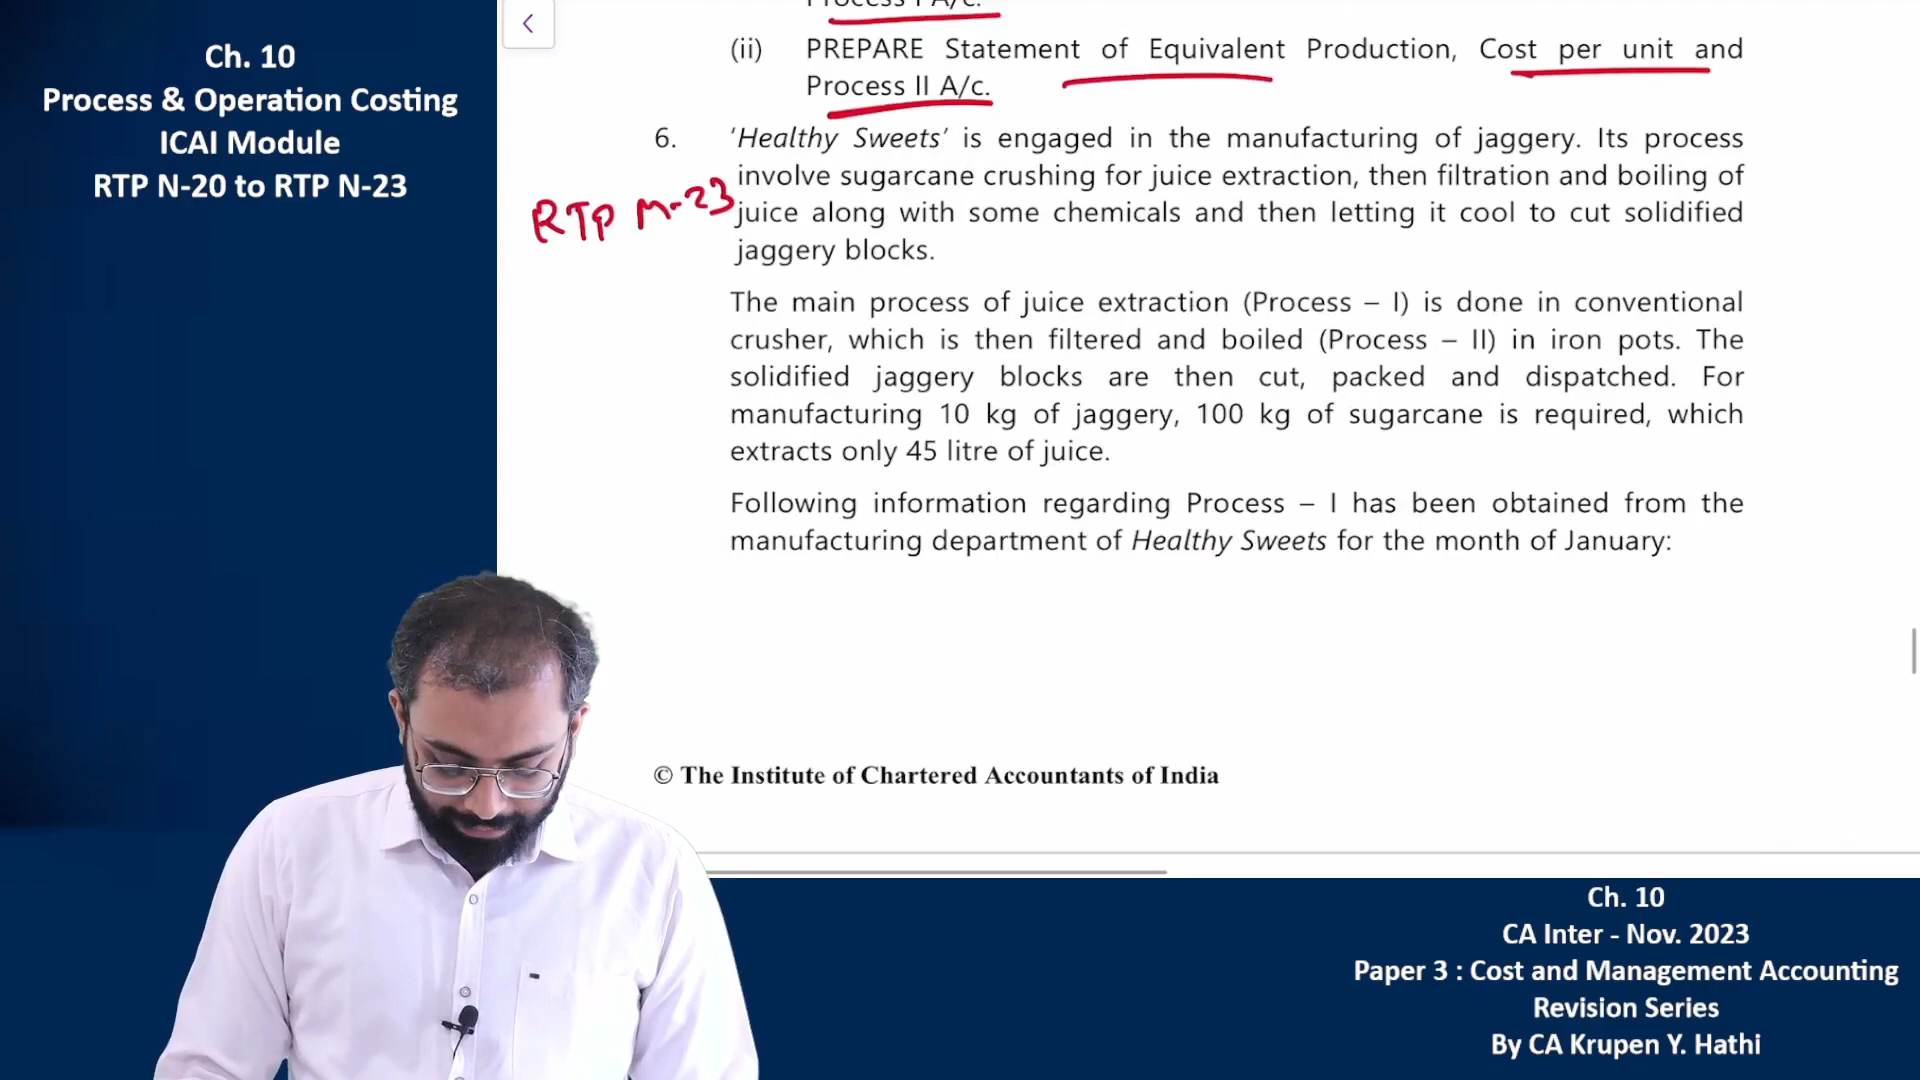 Ch. 10
Process & Operation Costing
ICAI Module
RTP N-20 to RTP N-23
Process I A/c.
(ii) PREPARE Statement of Equivalent Production, Cost per unit and
Process II A/c.
6. ‘Healthy Sweets’ is engaged in the manufacturing of jaggery. Its process
involve sugarcane crushing for juice extraction, then filtration and boiling of
RTP M-23
juice along with some chemicals and then letting it cool to cut solidified
jaggery blocks.
The main process of juice extraction (Process – I) is done in conventional
crusher, which is then filtered and boiled (Process – II) in iron pots. The
solidified jaggery blocks are then cut, packed and dispatched. For
manufacturing 10 kg of jaggery, 100 kg of sugarcane is required, which
extracts only 45 litre of juice.
Following information regarding Process – I has been obtained from the
manufacturing department of Healthy Sweets for the month of January:
© The Institute of Chartered Accountants of India
Ch. 10
CA Inter - Nov. 2023
Paper 3 : Cost and Management Accounting
Revision Series
By CA Krupen Y. Hathi